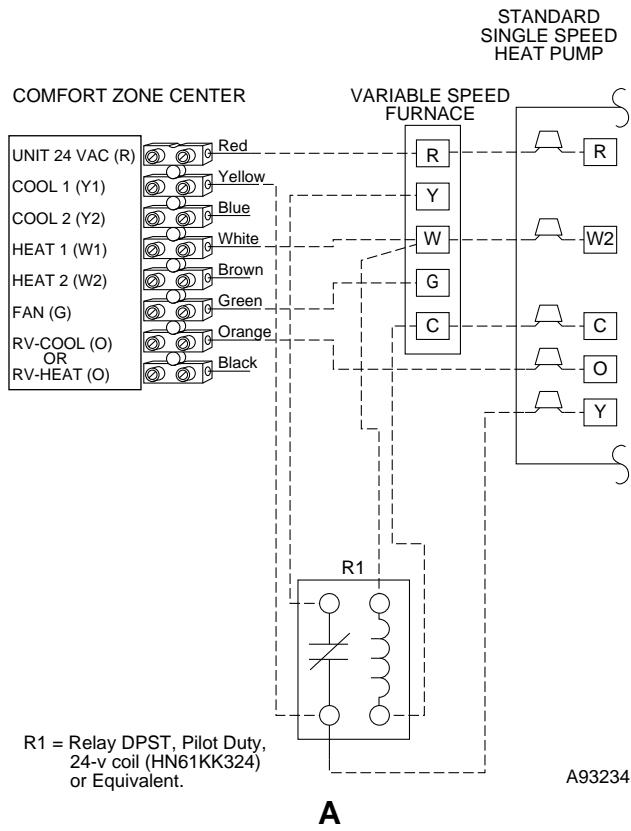 STANDARD
SINGLE SPEED
HEAT PUMP
COMFORT ZONE CENTER
VARIABLE SPEED
FURNACE
UNIT 24 VAC (R)
Red
COOL 1 (Y1)
Yellow
COOL 2 (Y2)
Blue
HEAT 1 (W1)
White
HEAT 2 (W2)
Brown
FAN (G)
Green
RV-COOL (O)
Orange
OR
RV-HEAT (O)
Black
R
Y
W
G
C
R
W2
C
O
Y
R1
R1 = Relay DPST, Pilot Duty,
24-v coil (HN61KK324)
or Equivalent.
A93234
A